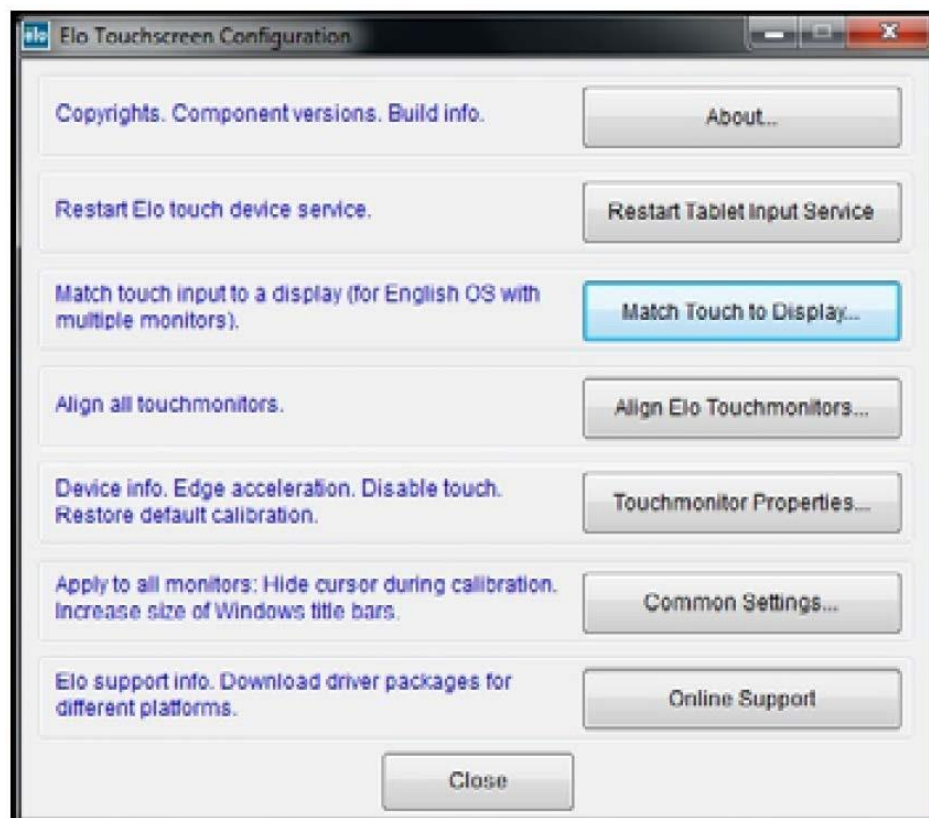 elo Elo Touchscreen Configuration
Copyrights. Component versions. Build info.
About...
Restart Elo touch device service.
Restart Tablet Input Service
Match touch input to a display (for English OS with
multiple monitors).
Match Touch to Display...
Align all touchmonitors.
Align Elo Touchmonitors...
Device info. Edge acceleration. Disable touch.
Restore default calibration.
Touchmonitor Properties...
Apply to all monitors: Hide cursor during calibration.
Increase size of Windows title bars.
Common Settings...
Elo support info. Download driver packages for
different platforms.
Online Support
Close